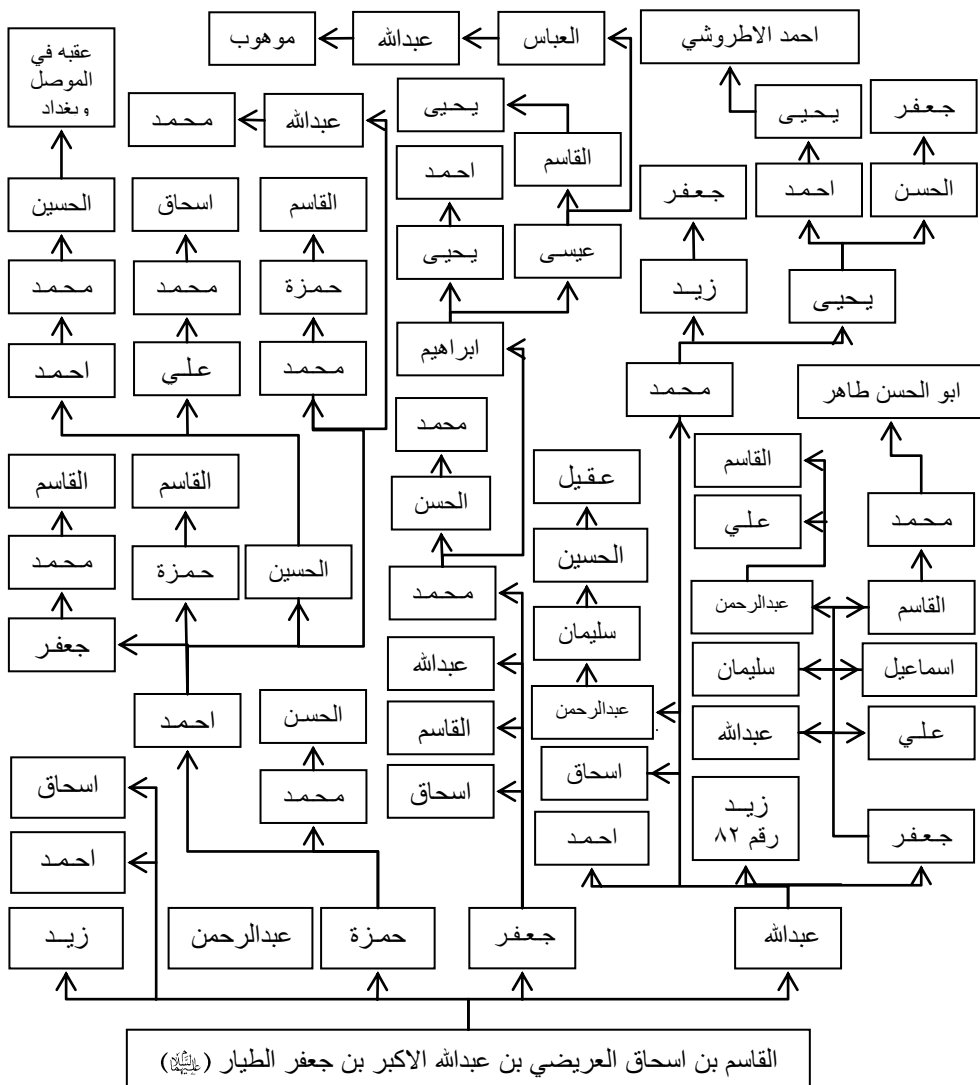 احمد الاطروشي
العباس
عبدالله
موهوب
عقبه في
الموصل
وبغداد
جعفر
يحيى
يحيى
عبدالله
محمد
القاسم
احمد
الحسن
احمد
جعفر
القاسم
اسحاق
الحسين
عيسى
يحيى
زيد
يحيى
حمزة
محمد
محمد
ابراهيم
محمد
علي
احمد
محمد
ابو الحسن طاهر
محمد
القاسم
عقيل
الحسن
القاسم
القاسم
علي
محمد
الحسين
الحسين
حمزة
محمد
محمد
عبدالرحمن
القاسم
سليمان
جعفر
عبدالله
سليمان
اسماعيل
عبدالرحمن
الحسن
احمد
القاسم
عبدالله
علي
اسحاق
اسحاق
محمد
اسحاق
زيد
رقم ٨٢
جعفر
احمد
احمد
عبدالله
جعفر
حمزة
عبدالرحمن
زيد
القاسم بن اسحاق العريضي بن عبدالله الاكبر بن جعفر الطيار (عليهما السلام)